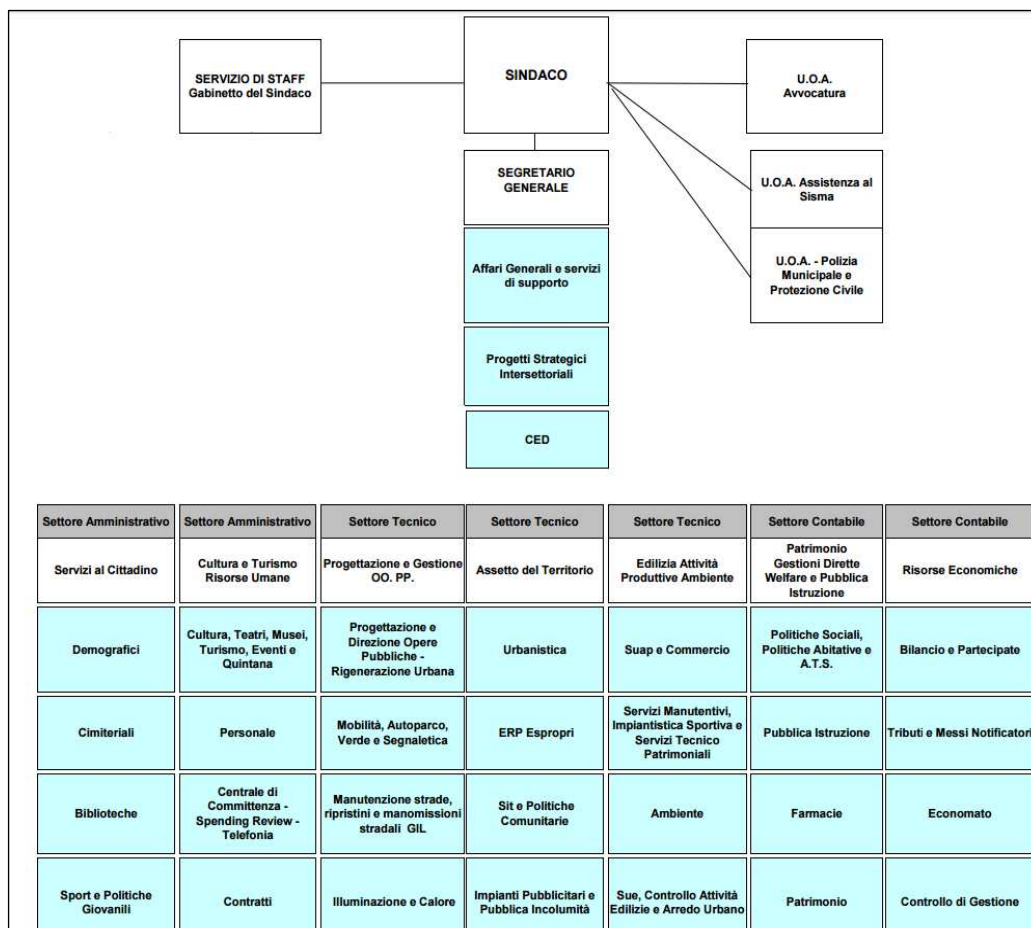 SERVIZIO DI STAFF
Gabinetto del Sindaco
SINDACO
U.O.A.
Avvocatura
SEGRETARIO
GENERALE
U.O.A. Assistenza al
Sisma
Affari Generali e servizi
di supporto
U.O.A. - Polizia
Municipale e
Protezione Civile
Progetti Strategici
Intersettoriali
CED
Settore Amministrativo
Settore Amministrativo
Settore Tecnico
Settore Tecnico
Settore Tecnico
Settore Contabile
Settore Contabile
Servizi al Cittadino
Cultura e Turismo
Risorse Umane
Progettazione e Gestione
OO. PP.
Assetto del Territorio
Edilizia Attività
Produttive Ambiente
Patrimonio
Gestioni Dirette
Welfare e Pubblica
Istruzione
Risorse Economiche
Demografici
Cultura, Teatri, Musei,
Turismo, Eventi e
Quintana
Progettazione e
Direzione Opere
Pubbliche -
Rigenerazione Urbana
Urbanistica
Suap e Commercio
Politiche Sociali,
Politiche Abitative e
A.T.S.
Bilancio e Partecipate
Cimiteriali
Personale
Mobilità, Autoparco,
Verde e Segnaletica
ERP Espropri
Servizi Manutentivi,
Impiantistica Sportiva e
Servizi Tecnico
Patrimoniali
Pubblica Istruzione
Tributi e Messi Notificatori
Biblioteche
Centrale di
Committenza -
Spending Review -
Telefonia
Manutenzione strade,
ripristini e manomissioni
stradali GIL
Sit e Politiche
Comunitarie
Ambiente
Farmacie
Economato
Sport e Politiche
Giovanili
Contratti
Illuminazione e Calore
Impianti Pubblicitari e
Pubblica Incolumità
Sue, Controllo Attività
Edilizie e Arredo Urbano
Patrimonio
Controllo di Gestione